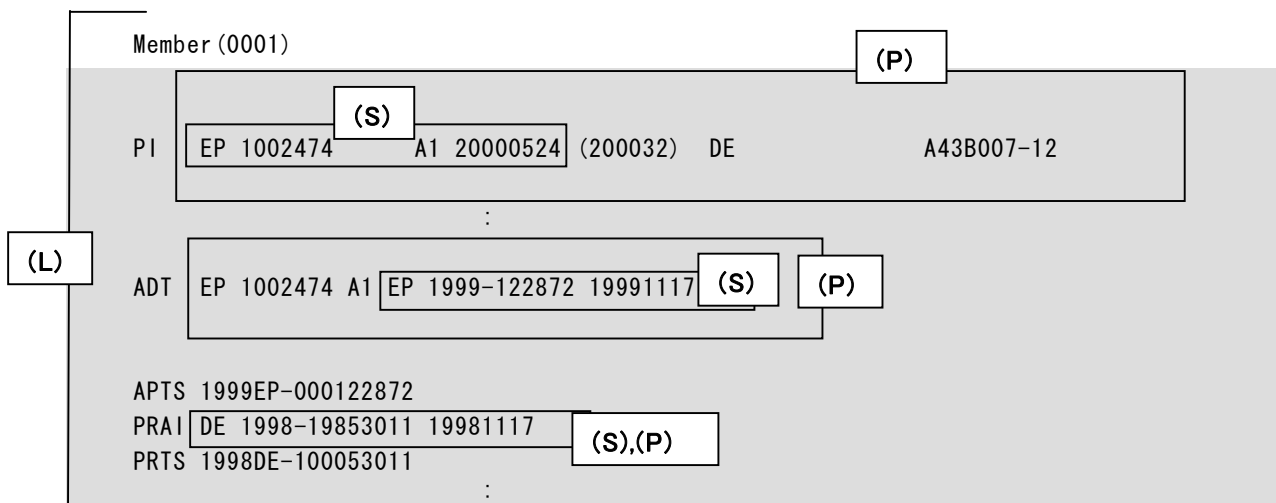 Member(0001)
(P)
(S)
PI EP 1002474 A1 20000524 (200032) DE A43B007-12
:
(L)
ADT EP 1002474 A1 EP 1999-122872 19991117 (S) (P)
APTS 1999EP-000122872
PRAI DE 1998-19853011 19981117 (S),(P)
PRTS 1998DE-100053011
: